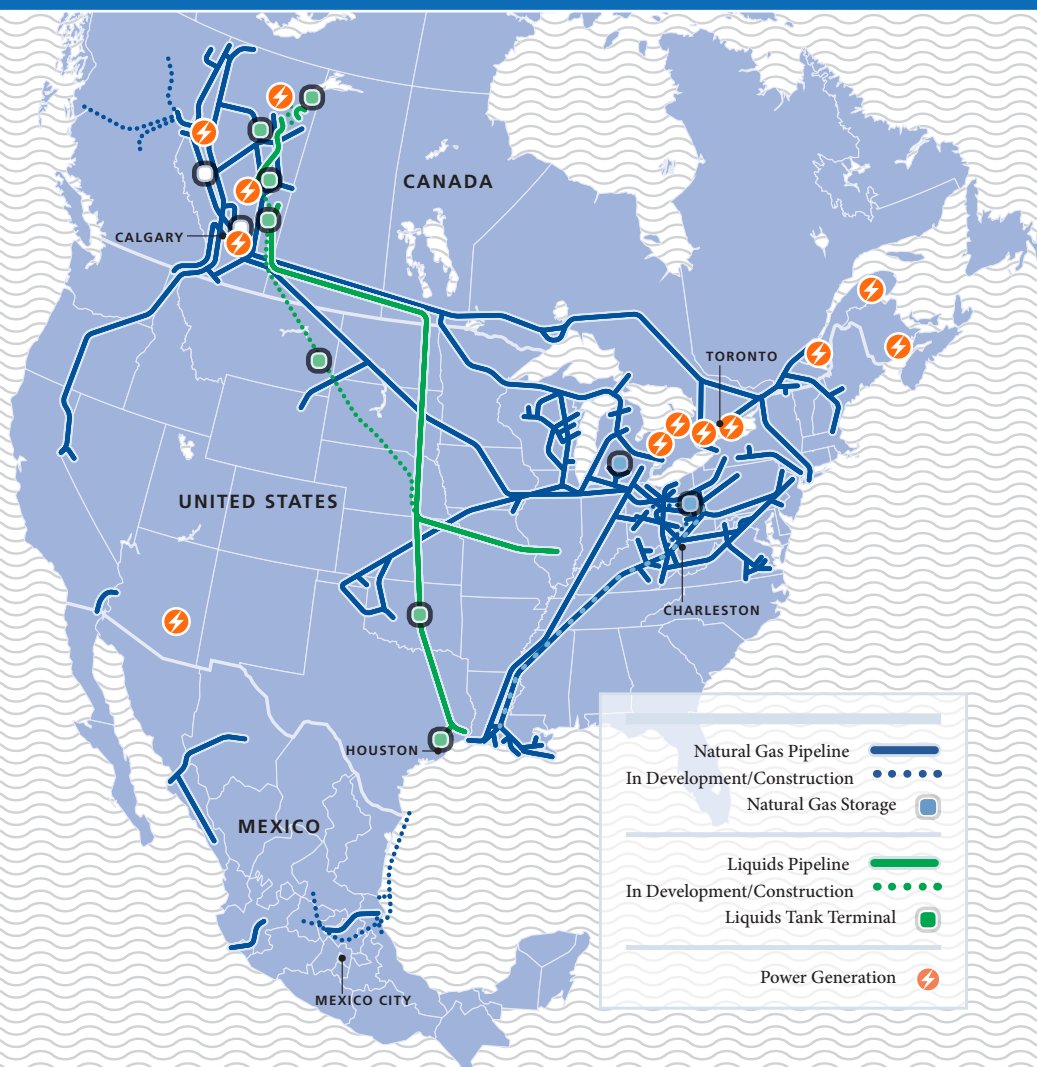 CANADA
CALGARY
TORONTO
UNITED STATES
CHARLESTON
HOUSTON
MEXICO
MEXICO CITY
Natural Gas Pipeline
In Development/Construction
Natural Gas Storage
Liquids Pipeline
In Development/Construction
Liquids Tank Terminal
Power Generation